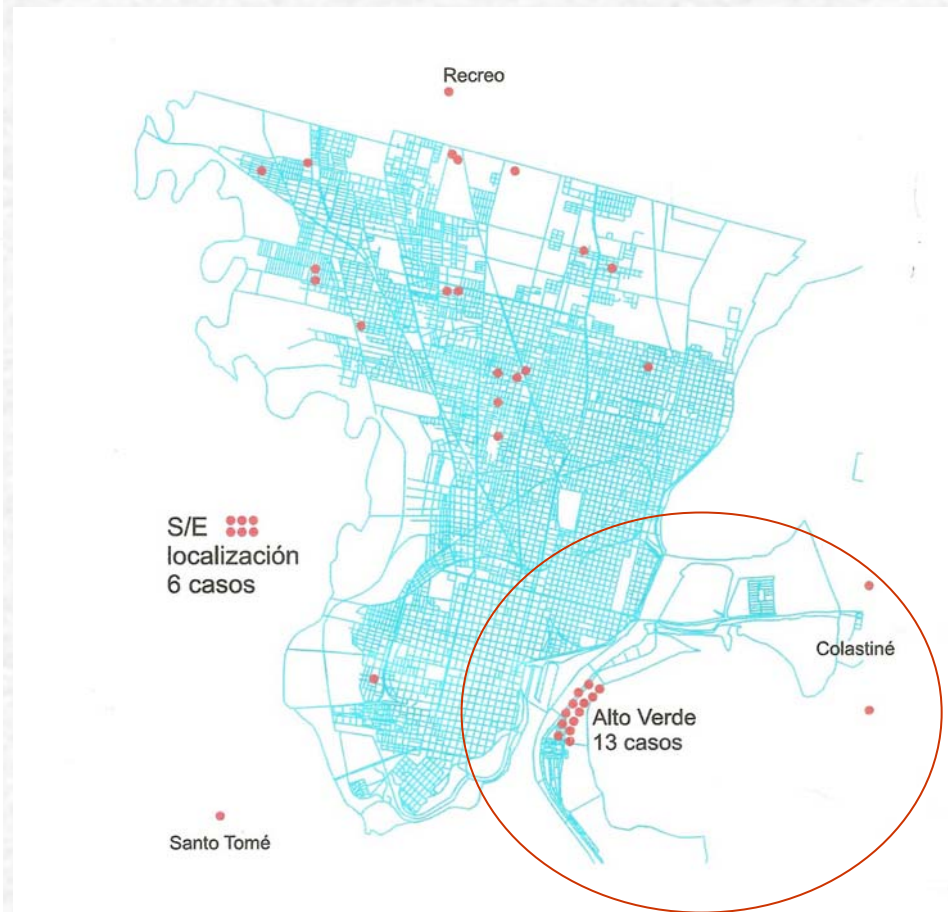 Recreo
S/E
localización
6 casos
Colastiné
Alto Verde
13 casos
Santo Tomé